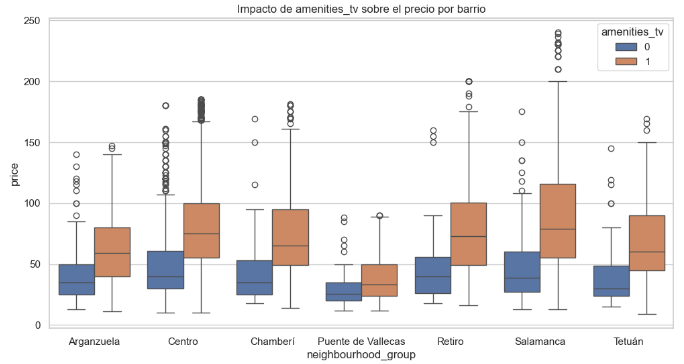 Impacto de amenities_tv sobre el precio por barrio
250
200
150
100
50
0
price
amenities_tv
0
1
Arganzuela
Centro
Chamberí
Puente de Vallecas
Retiro
Salamanca
Tetuán
neighbourhood_group